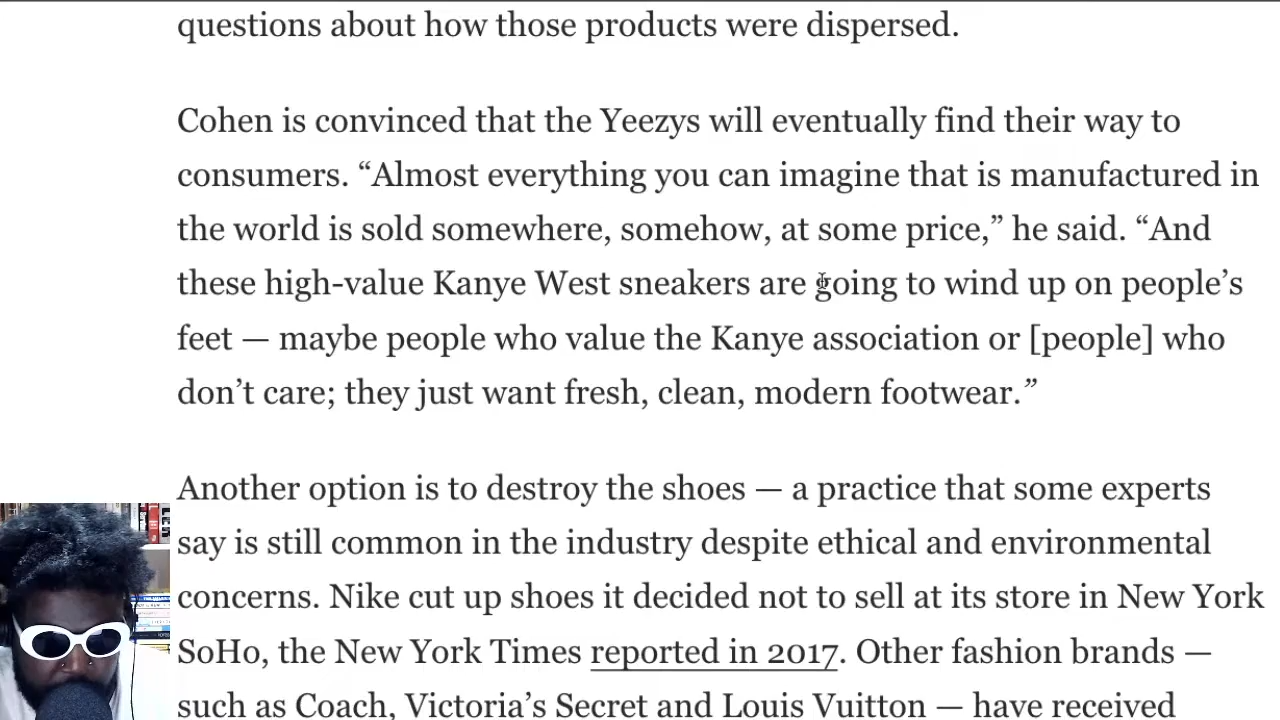 questions about how those products were dispersed.
Cohen is convinced that the Yeezys will eventually find their way to
consumers. “Almost everything you can imagine that is manufactured in
the world is sold somewhere, somehow, at some price,” he said. “And
these high-value Kanye West sneakers are going to wind up on people’s
feet — maybe people who value the Kanye association or [people] who
don’t care; they just want fresh, clean, modern footwear.”
Another option is to destroy the shoes — a practice that some experts
say is still common in the industry despite ethical and environmental
concerns. Nike cut up shoes it decided not to sell at its store in New York
SoHo, the New York Times reported in 2017. Other fashion brands —
such as Coach, Victoria’s Secret and Louis Vuitton — have received